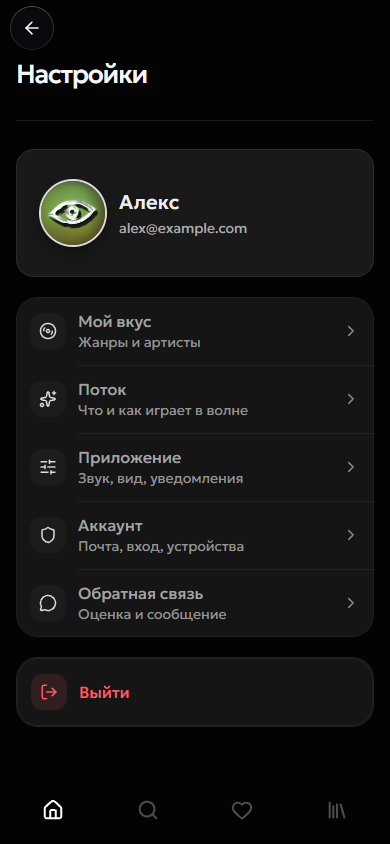 Настройки
Алекс
alex@example.com
Мой вкус
Жанры и артисты
Поток
Что и как играет в волне
Приложение
Звук, вид, уведомления
Аккаунт
Почта, вход, устройства
Обратная связь
Оценка и сообщение
Выйти